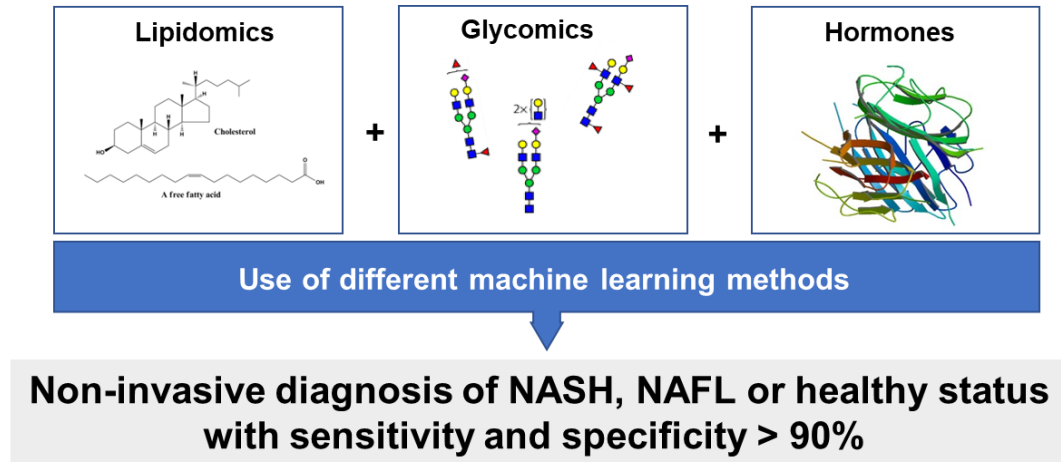 Lipidomics
Glycomics
Hormones
H
H
H
H
HO
Cholesterol
O
OH
A free fatty acid
+
2×
+
Use of different machine learning methods
Non-invasive diagnosis of NASH, NAFL or healthy status
with sensitivity and specificity > 90%